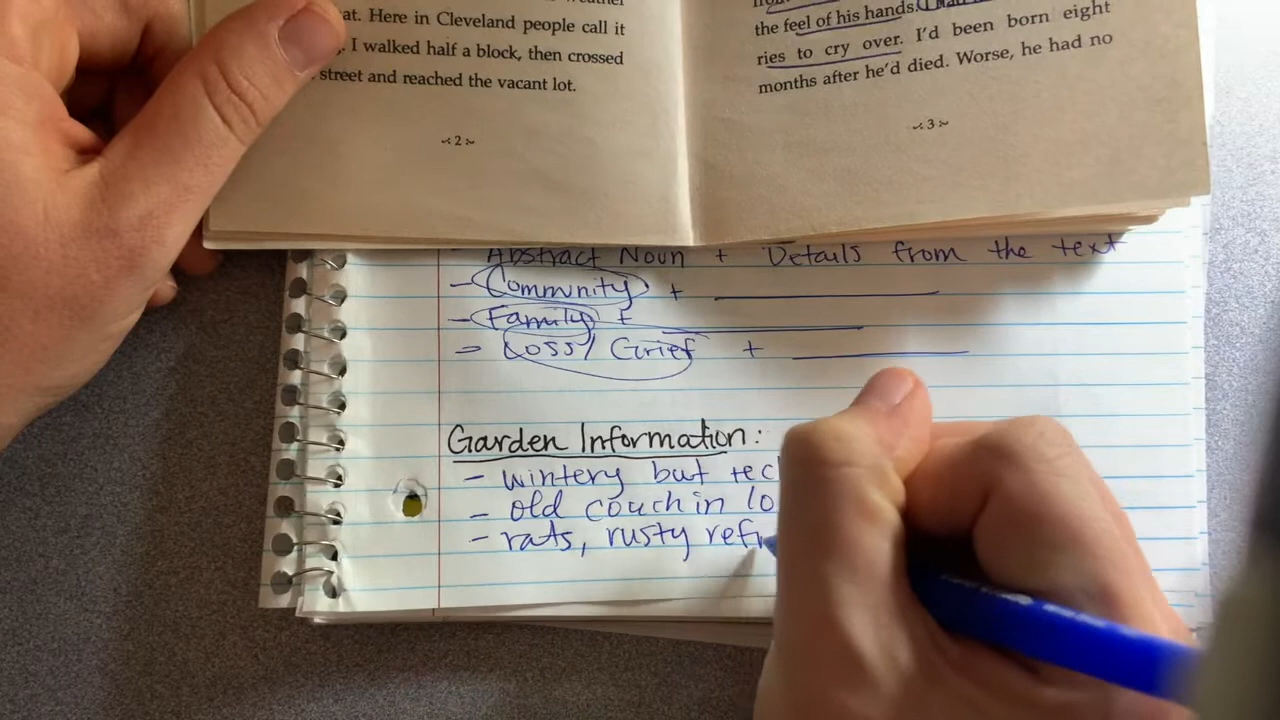 at. Here in Cleveland people call it
. I walked half a block, then crossed
street and reached the vacant lot.
2
the feel of his hands.
ries to cry over. I'd been born eight
months after he'd died. Worse, he had no
3
Abstract Noun + Details from the text
- Community +
- Family +
- Loss/ Grief +
Garden Information:
- wintery but
- old couch in lo
- rats, rusty refr